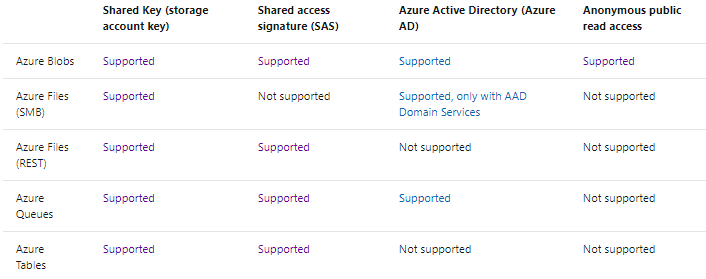 Shared Key (storage account key) Shared access signature (SAS) Azure Active Directory (Azure AD) Anonymous public read access
Azure Blobs Supported Supported Supported Supported
Azure Files (SMB) Supported Not supported Supported, only with AAD Domain Services Not supported
Azure Files (REST) Supported Supported Not supported Not supported
Azure Queues Supported Supported Supported Not supported
Azure Tables Supported Supported Not supported Not supported